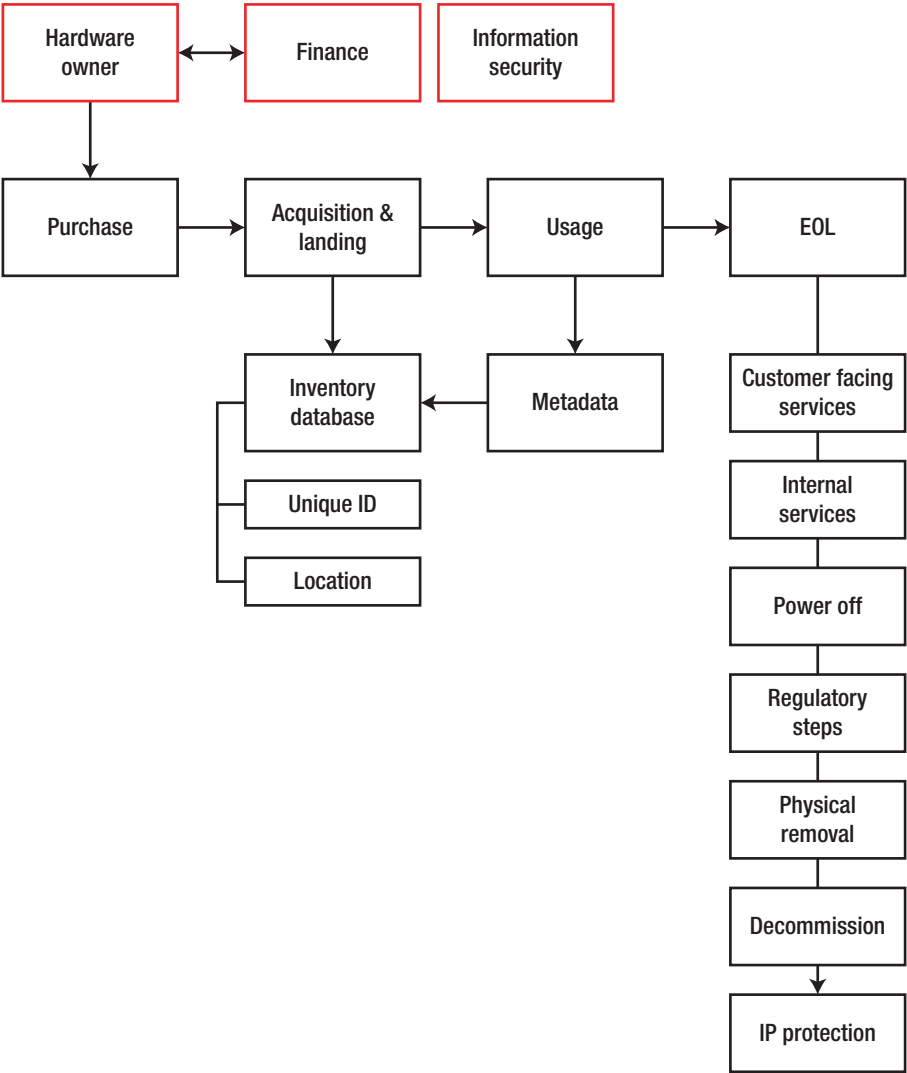 Hardware
owner
Finance
Information
security
Purchase
Acquisition &
landing
Usage
EOL
Inventory
database
Metadata
Unique ID
Location
Customer facing
services
Internal
services
Power off
Regulatory
steps
Physical
removal
Decommission
IP protection